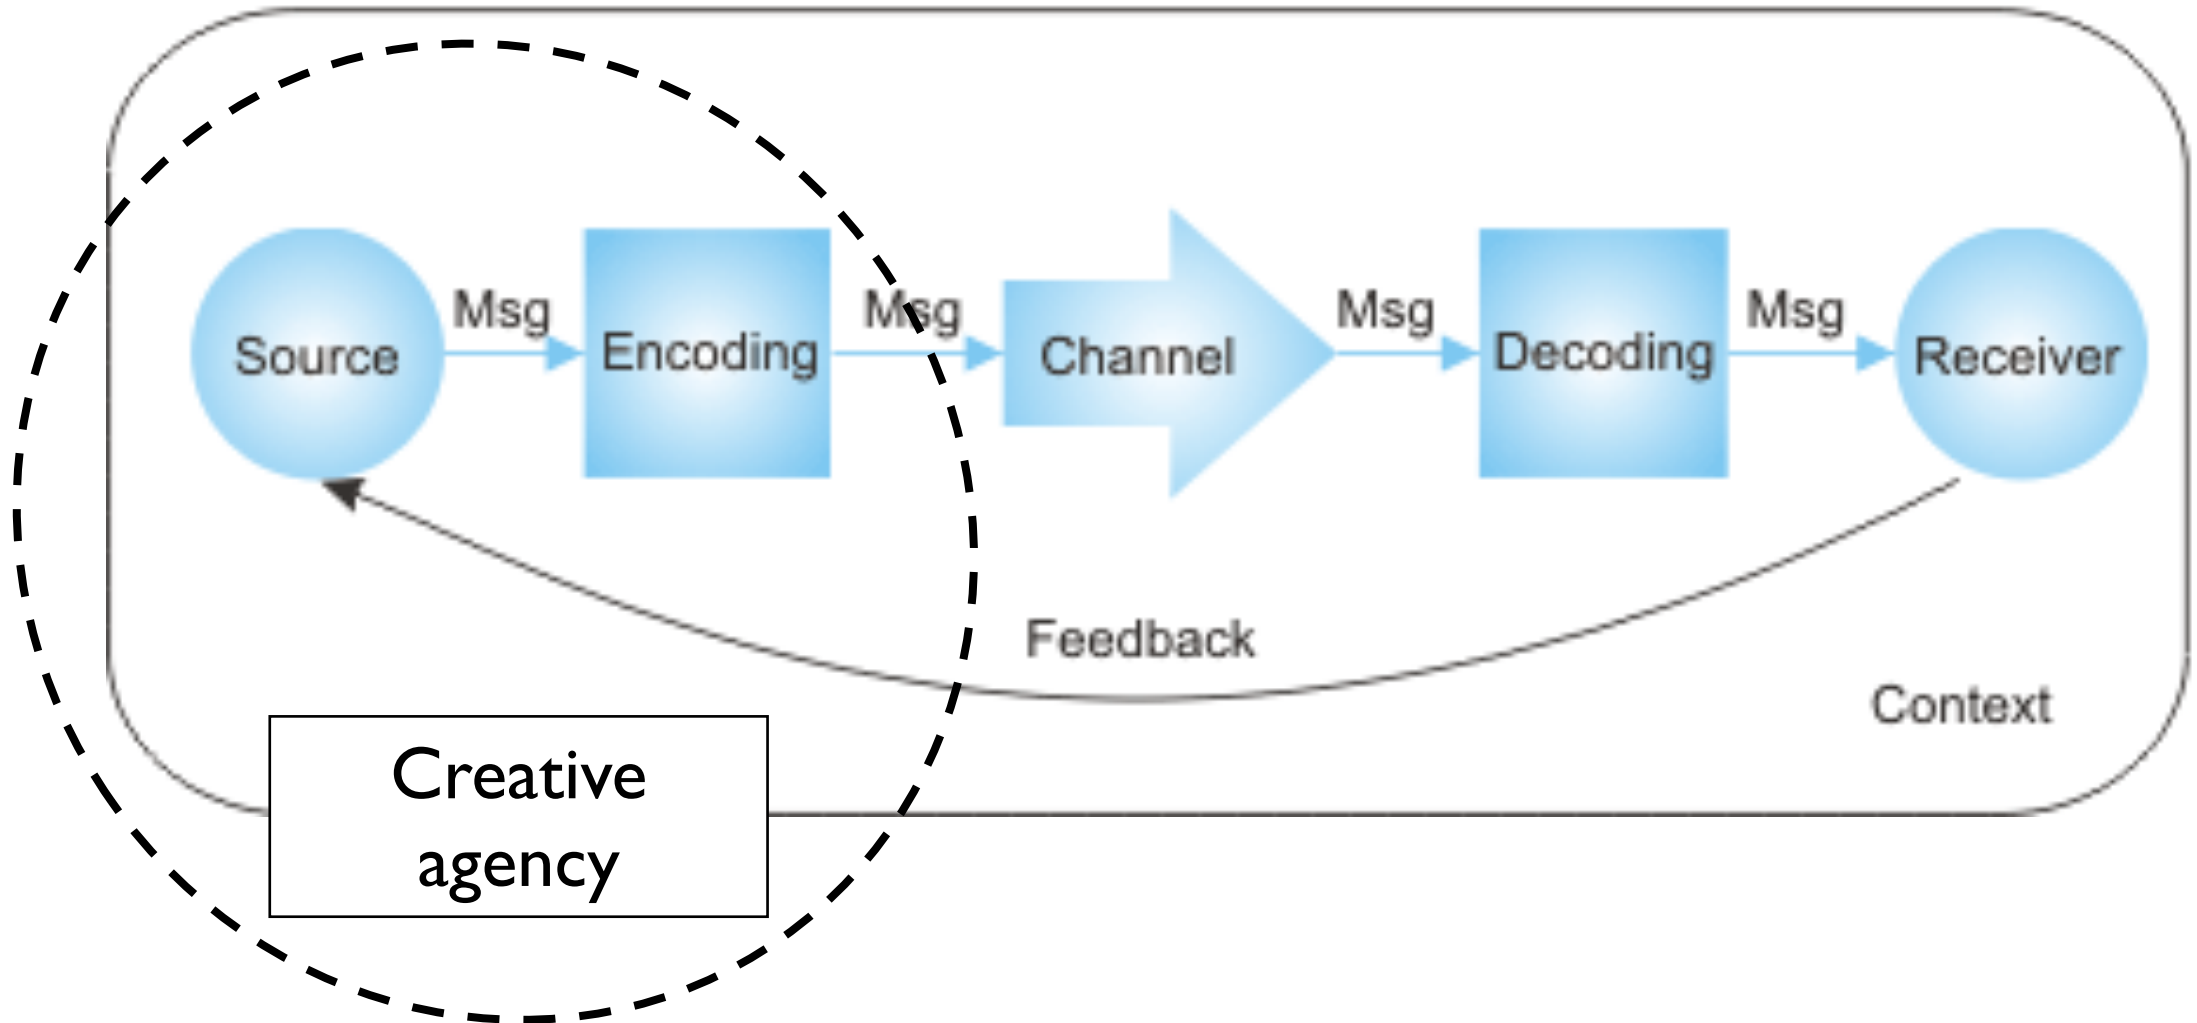 Msg
Msg
Msg
Msg
Source
Encoding
Channel
Decoding
Receiver
Feedback
Context
Creative
agency